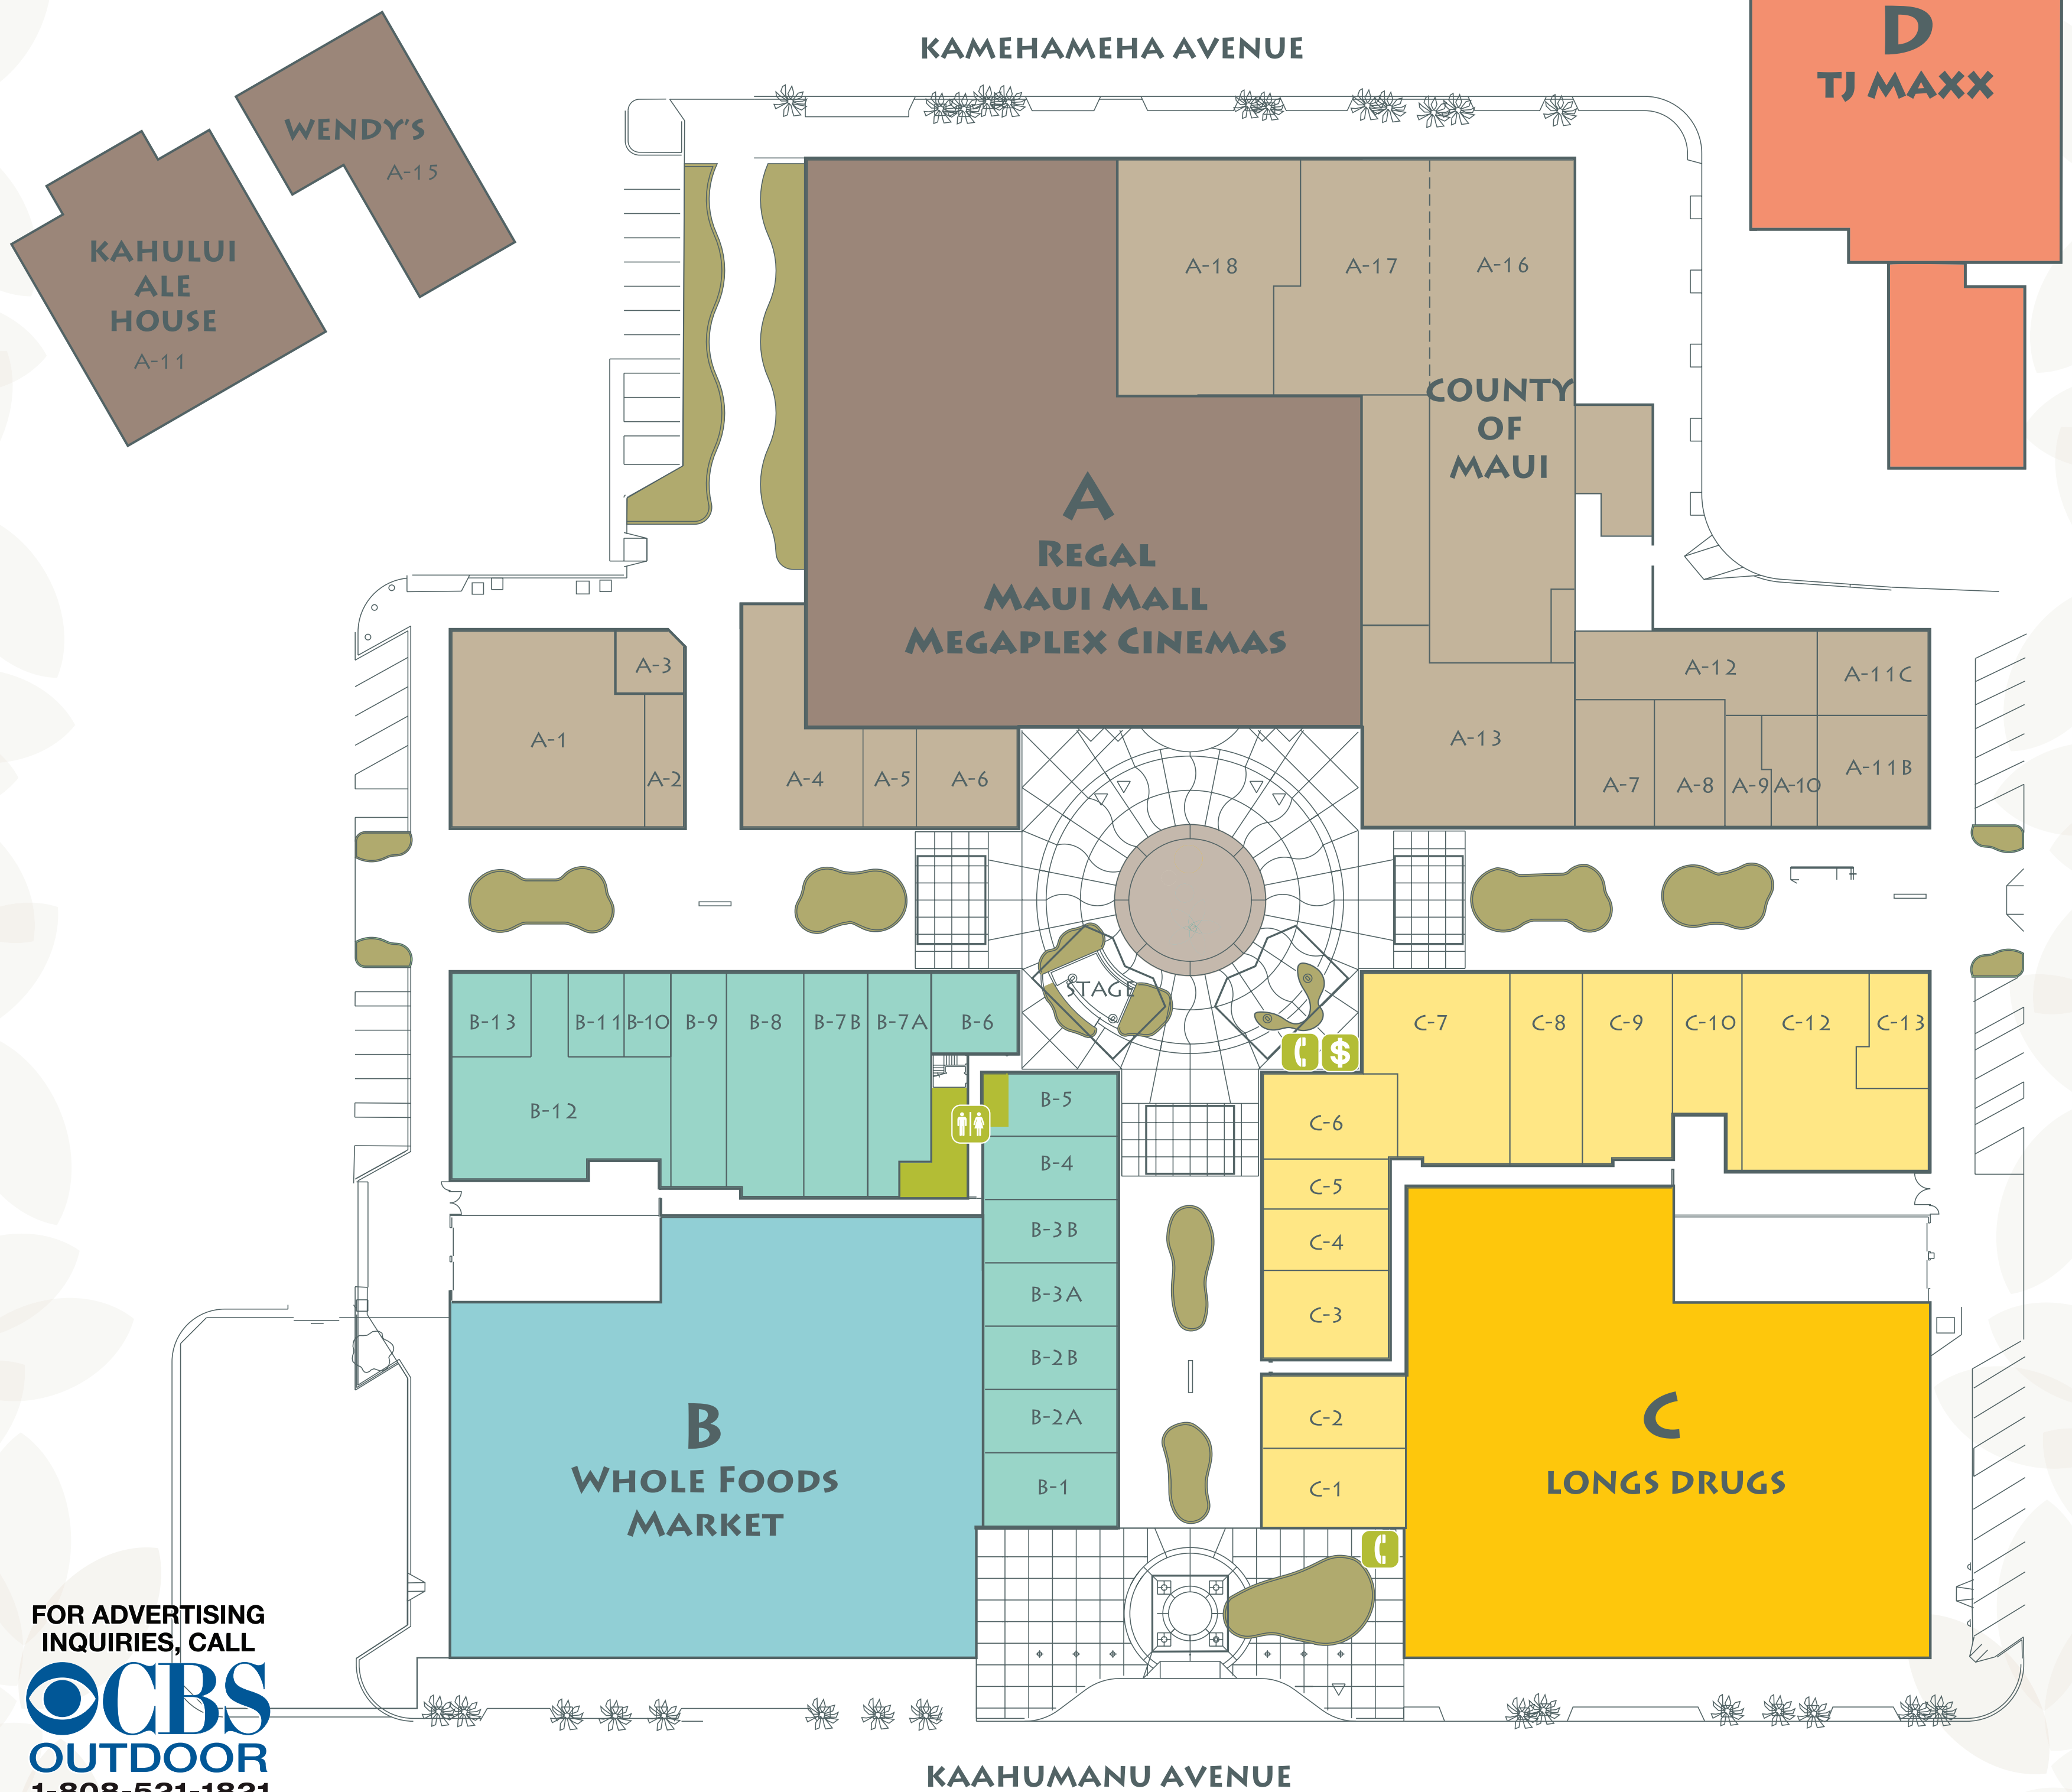 KAMEHAMEHA AVENUE
D
TJ MAXX
WENDY'S
A-15
KAHULUI
ALE
HOUSE
A-11
A-18
A-17
A-16
COUNTY
OF
MAUI
A
REGAL
MAUI MALL
MEGAPLEX CINEMAS
A-3
A-1
A-2
A-4
A-5
A-6
A-13
A-12
A-11C
A-7
A-8
A-9
A-10
A-11B
STAGE
B-13
B-11
B-10
B-9
B-8
B-7B
B-7A
B-6
B-12
B-5
B-4
B-3B
B-3A
B-2B
B-2A
B-1
$
C-7
C-8
C-9
C-10
C-12
C-13
C-6
C-5
C-4
C-3
C-2
C-1
B
WHOLE FOODS
MARKET
C
LONGS DRUGS
FOR ADVERTISING
INQUIRIES, CALL
CBS
OUTDOOR
1-808-531-1831
KAAHUMANU AVENUE